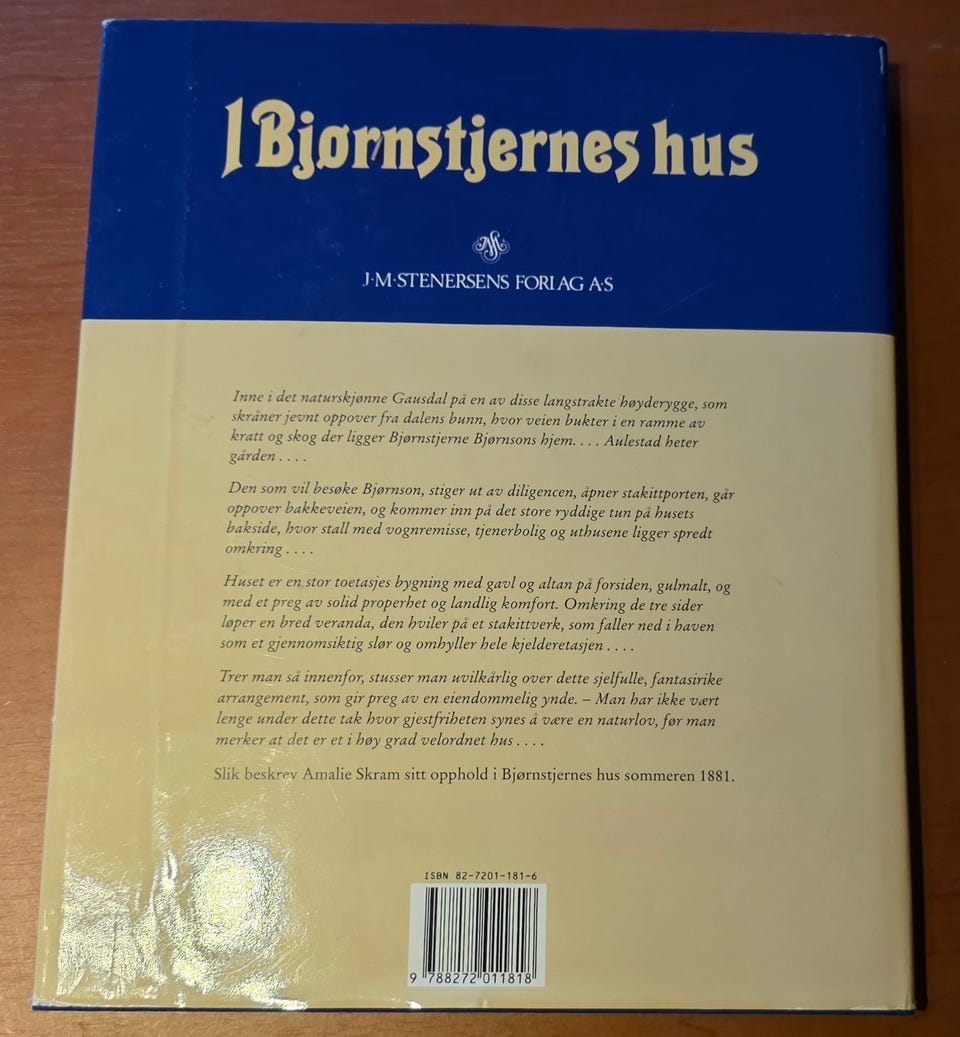 I Bjørnstjernes hus
J·M·STENERSENS FORLAG A·S
Inne i det naturskjønne Gausdal på en av disse langstrakte høyderygge, som
skråner jevnt oppover fra dalens bunn, hvor veien bukter i en ramme av
kratt og skog der ligger Bjørnstjerne Bjørnsons hjem. . . . Aulestad heter
gården . . . .
Den som vil besøke Bjørnson, stiger ut av diligencen, åpner stakittporten, går
oppover bakkeveien, og kommer inn på det store ryddige tun på husets
bakside, hvor stall med vognremisse, tjenerbolig og uthusene ligger spredt
omkring . . . .
Huset er en stor toetasjes bygning med gavl og altan på forsiden, gulmalt, og
med et preg av solid properhet og landlig komfort. Omkring de tre sider
løper en bred veranda, den hviler på et stakittverk, som faller ned i haven
som et gjennomsiktig slør og omhyller hele kjelderetasjen . . . .
Trer man så innenfor, stusser man uvilkårlig over dette sjelfulle, fantasirike
arrangement, som gir preg av en eiendommelig ynde. – Man har ikke vært
lenge under dette tak hvor gjestfriheten synes å være en naturlov, før man
merker at det er et i høy grad velordnet hus . . . .
Slik beskrev Amalie Skram sitt opphold i Bjørnstjernes hus sommeren 1881.
ISBN 82-7201-181-6
9 788272 011818